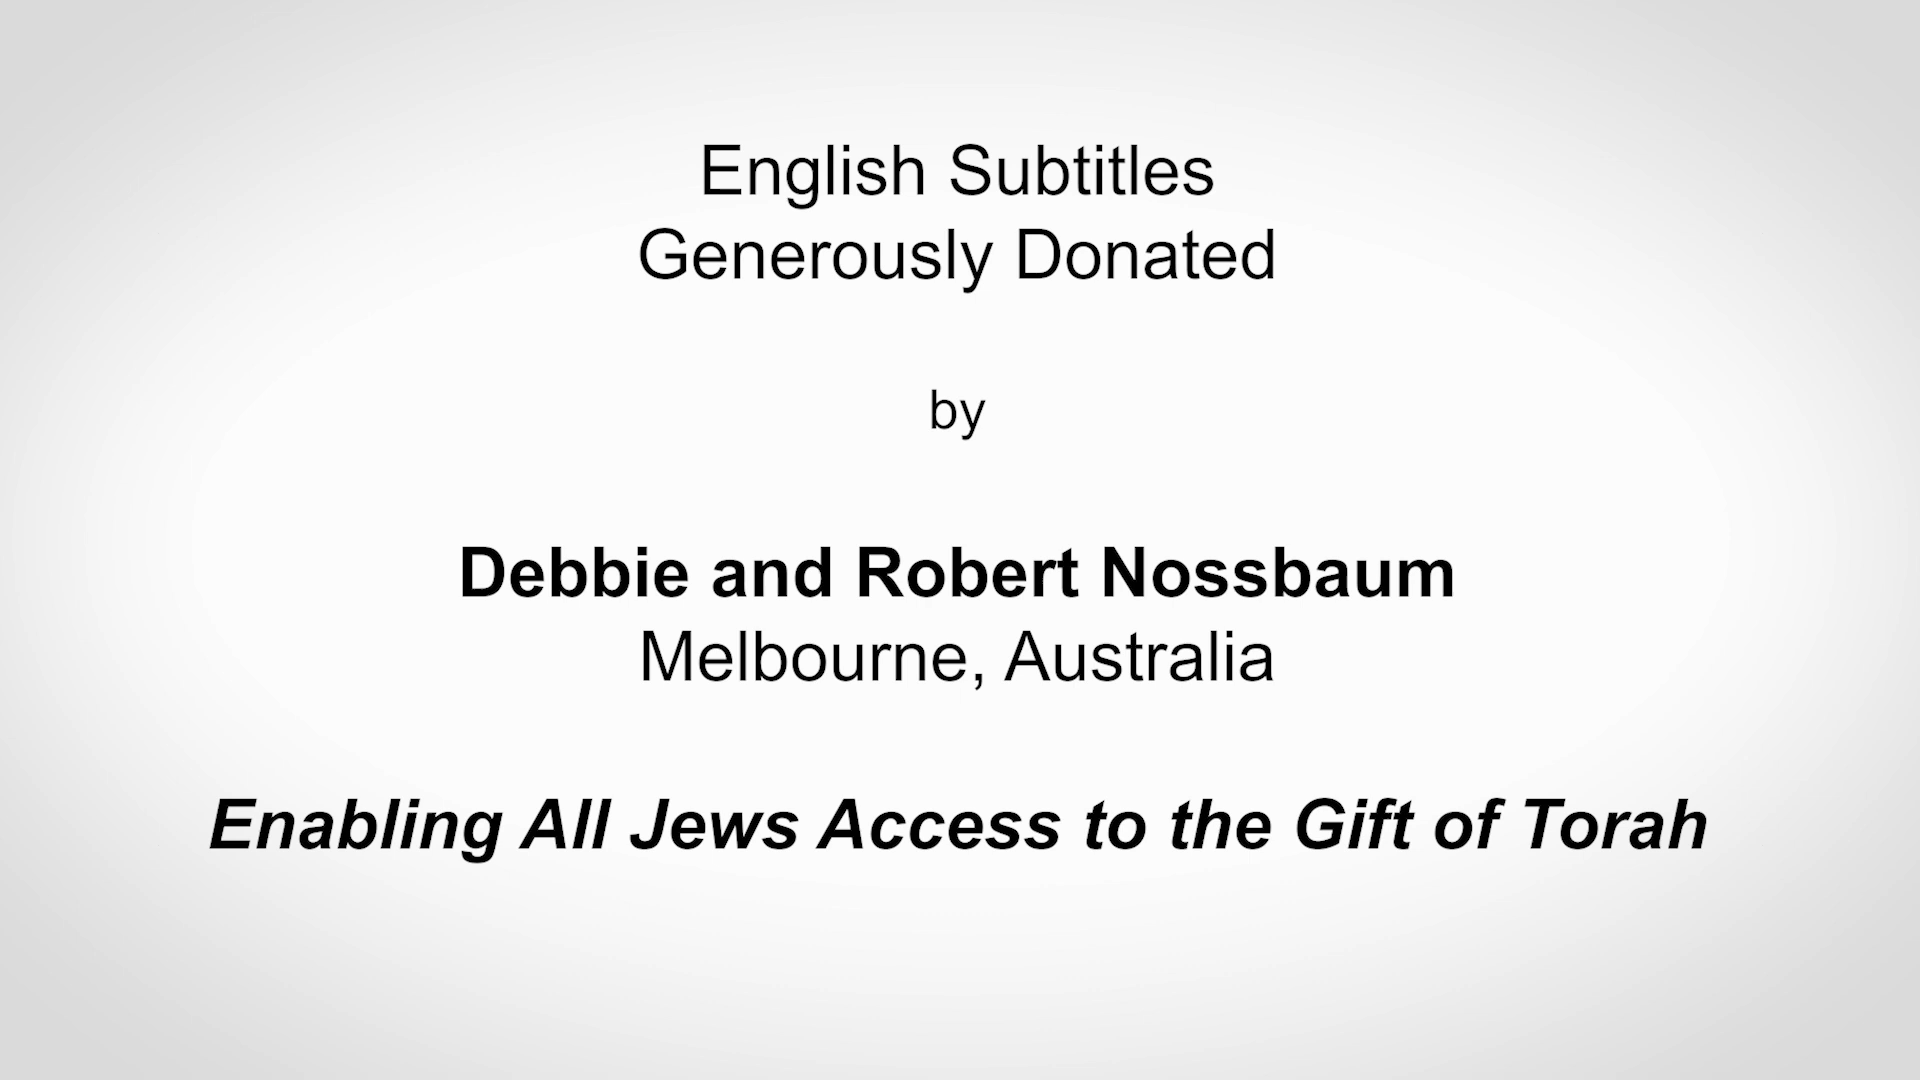 English Subtitles
Generously Donated
by
Debbie and Robert Nossbaum
Melbourne, Australia
Enabling All Jews Access to the Gift of Torah